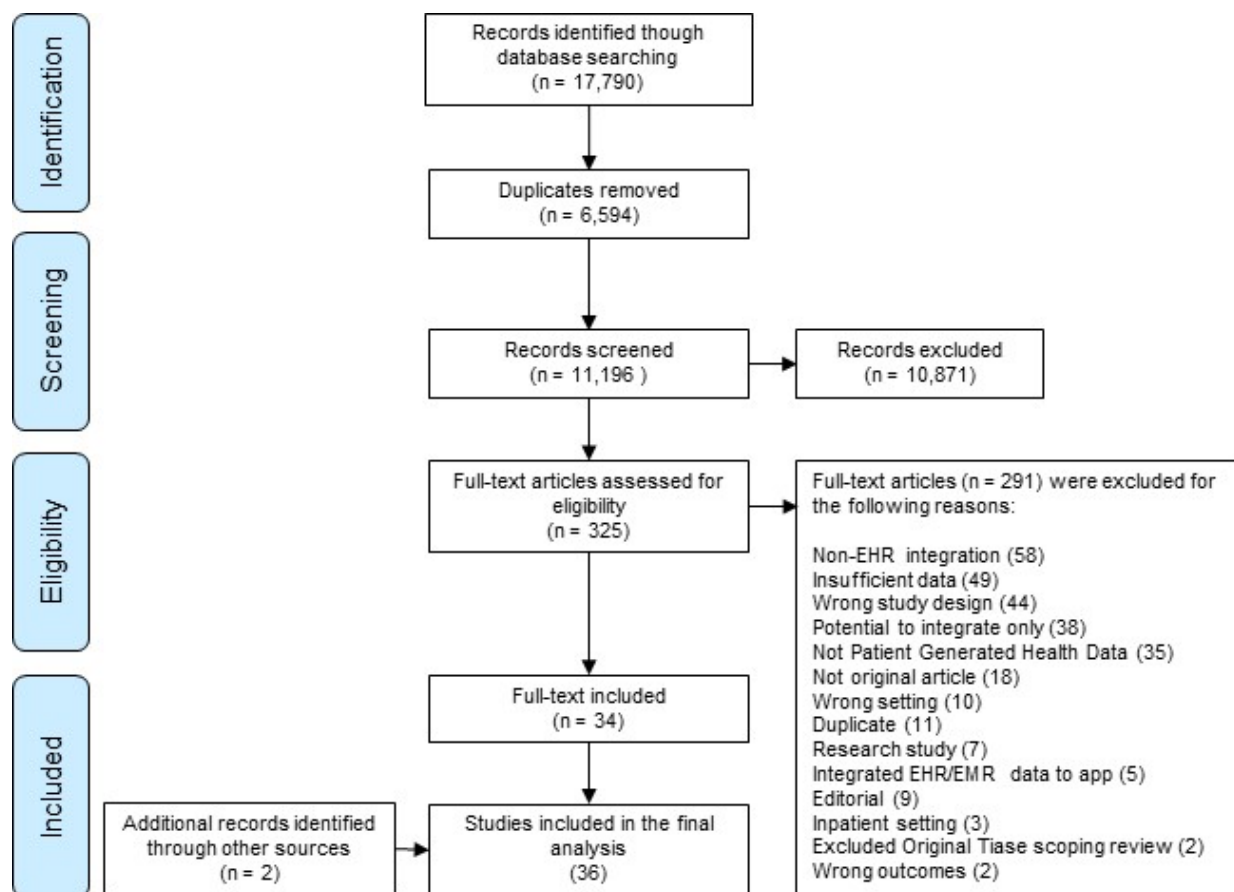 Identification
Records identified though
database searching
(n = 17,790)
Duplicates removed
(n = 6,594)
Screening
Records screened
(n = 11,196 )
Records excluded
(n = 10,871)
Eligibility
Full-text articles assessed for
eligibility
(n = 325)
Full-text articles (n = 291) were excluded for
the following reasons:
Non-EHR integration (58)
Insufficient data (49)
Wrong study design (44)
Potential to integrate only (38)
Not Patient Generated Health Data (35)
Not original article (18)
Wrong setting (10)
Duplicate (11)
Research study (7)
Integrated EHR/EMR data to app (5)
Editorial (9)
Inpatient setting (3)
Excluded Original Tiase scoping review (2)
Wrong outcomes (2)
Included
Full-text included
(n = 34)
Additional records identified
through other sources
(n = 2)
Studies included in the final
analysis
(36)